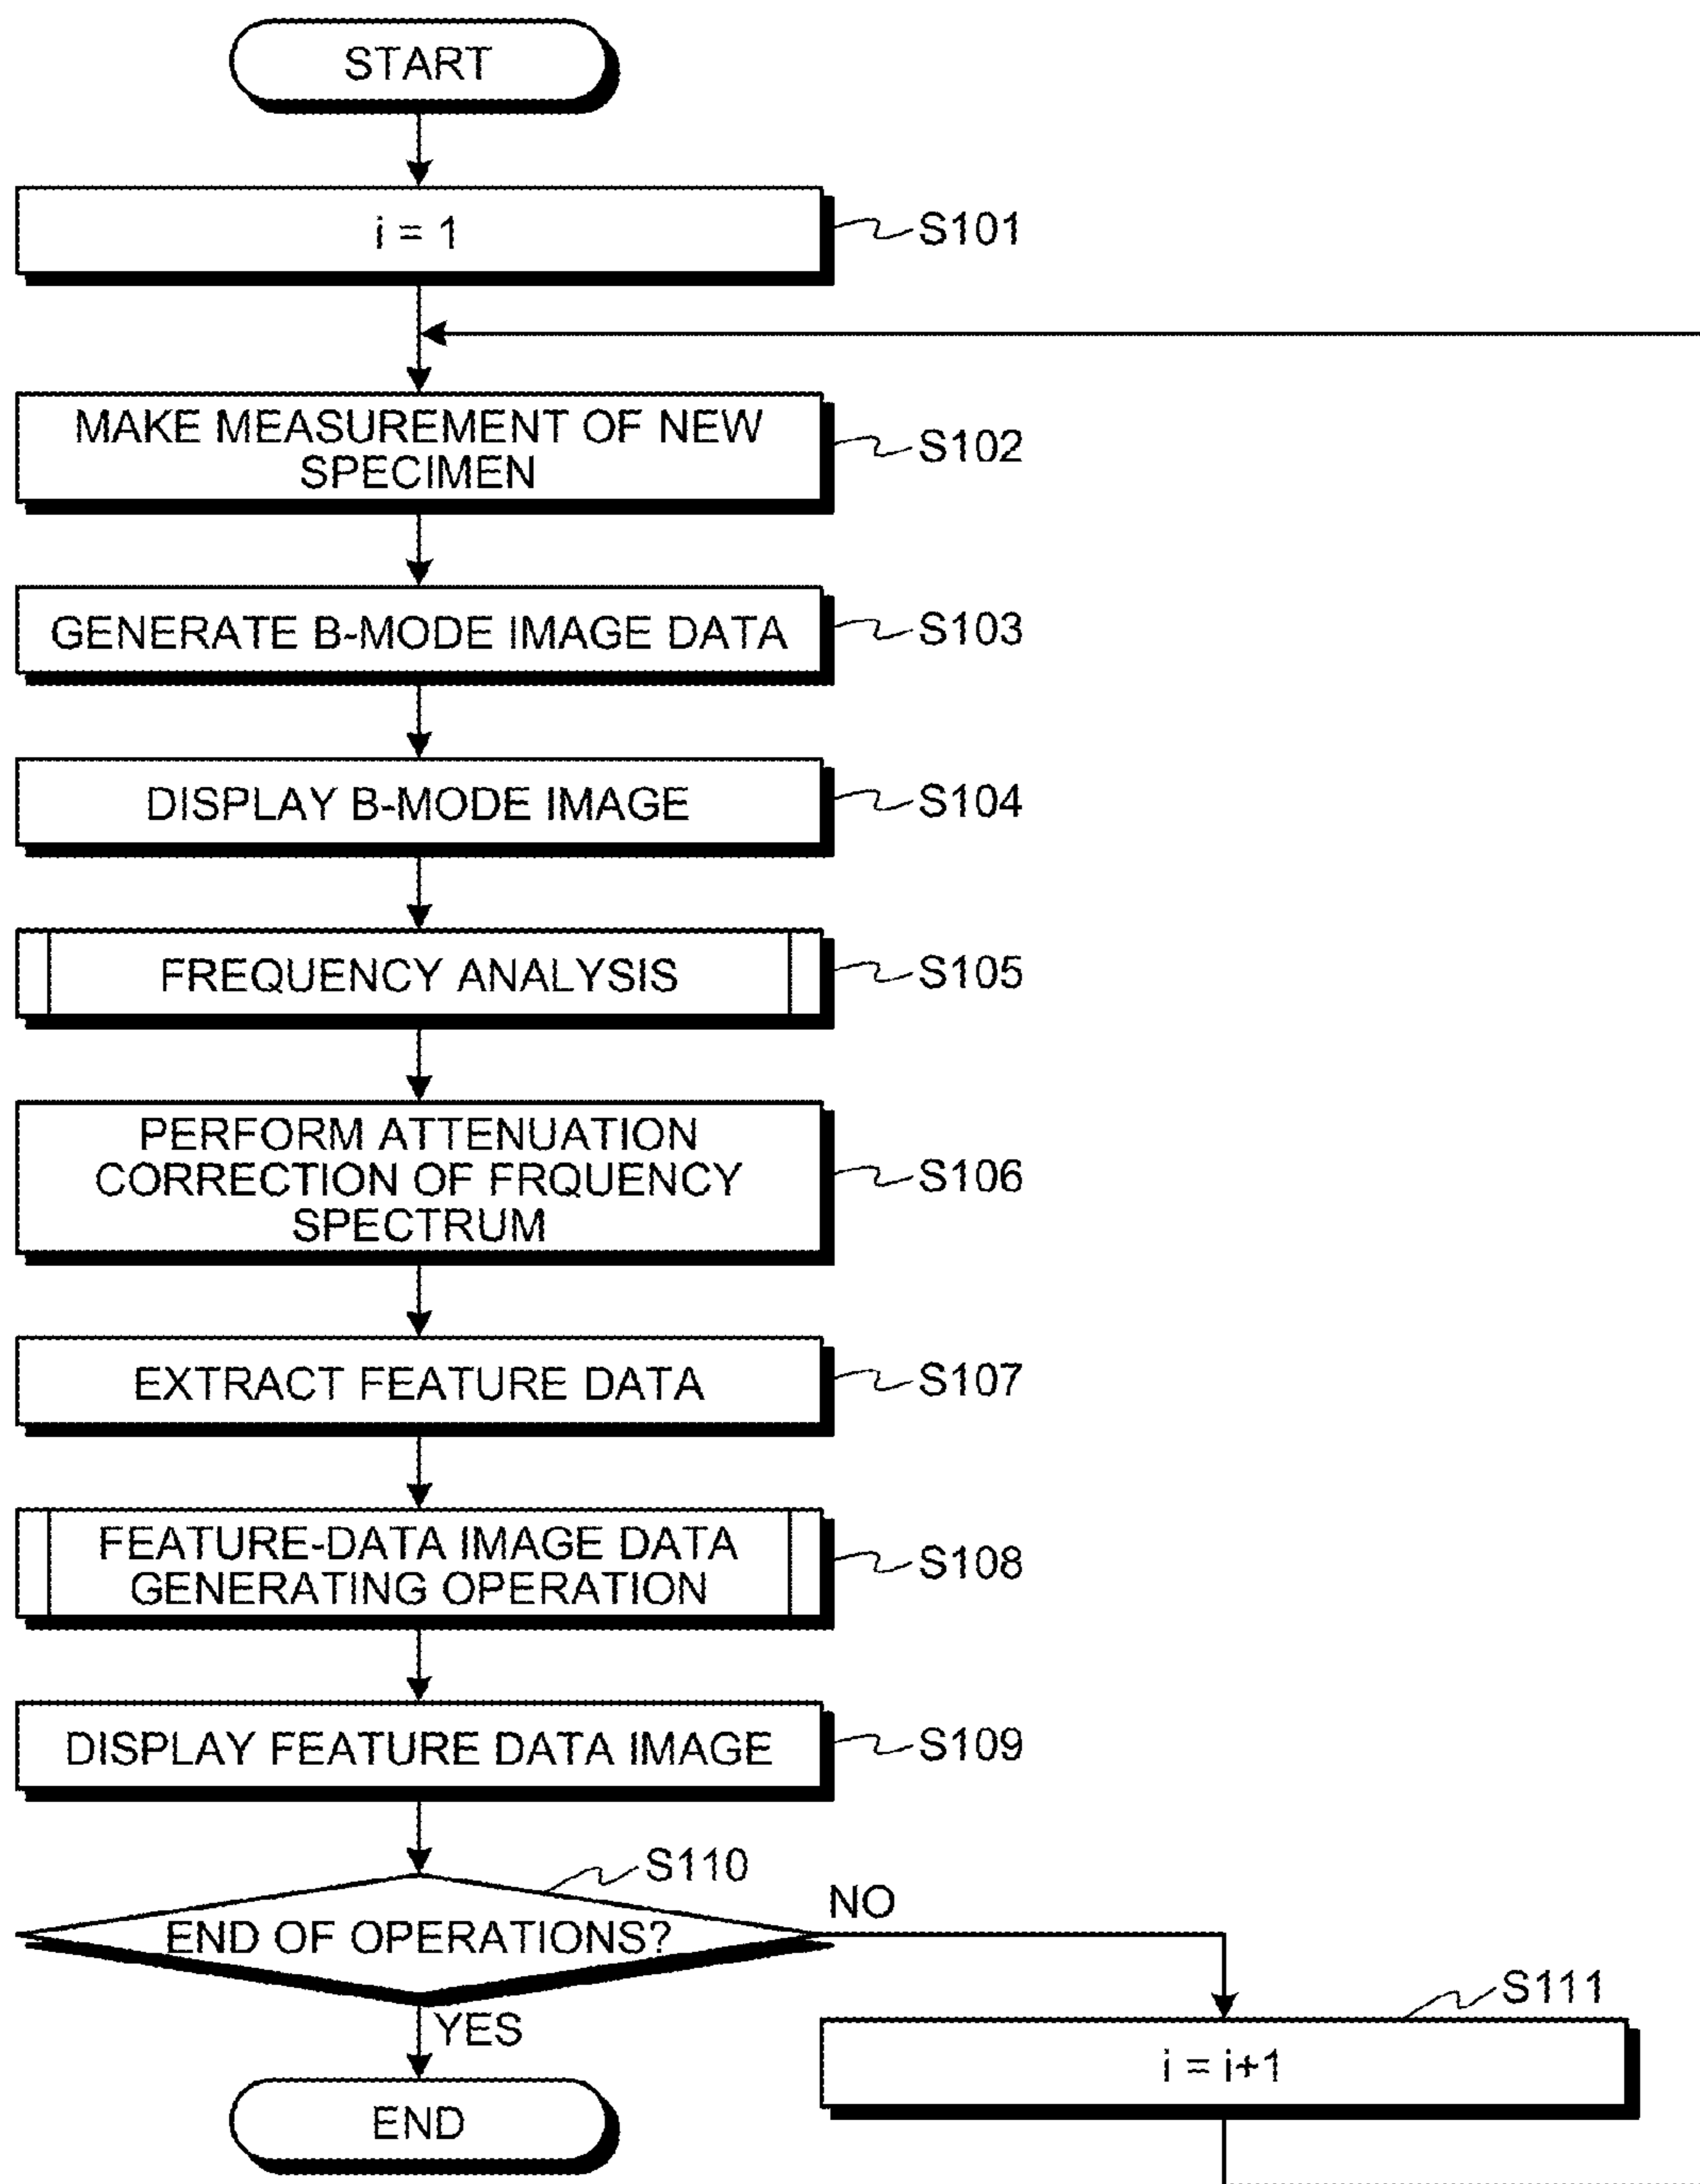 START
i = 1
S101
MAKE MEASUREMENT OF NEW
SPECIMEN
S102
GENERATE B-MODE IMAGE DATA
S103
DISPLAY B-MODE IMAGE
S104
FREQUENCY ANALYSIS
S105
PERFORM ATTENUATION
CORRECTION OF FRQUENCY
SPECTRUM
S106
EXTRACT FEATURE DATA
S107
FEATURE-DATA IMAGE DATA
GENERATING OPERATION
S108
DISPLAY FEATURE DATA IMAGE
S109
S110
END OF OPERATIONS?
NO
YES
S111
i = i+1
END